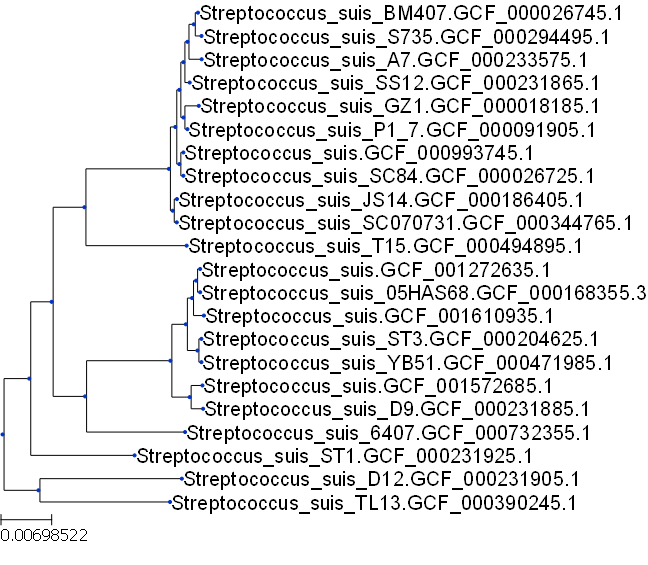 Streptococcus_suis_BM407.GCF_000026745.1
Streptococcus_suis_S735.GCF_000294495.1
Streptococcus_suis_A7.GCF_000233575.1
Streptococcus_suis_SS12.GCF_000231865.1
Streptococcus_suis_GZ1.GCF_000018185.1
Streptococcus_suis_P1_7.GCF_000091905.1
Streptococcus_suis.GCF_000993745.1
Streptococcus_suis_SC84.GCF_000026725.1
Streptococcus_suis_JS14.GCF_000186405.1
Streptococcus_suis_SC070731.GCF_000344765.1
Streptococcus_suis_T15.GCF_000494895.1
Streptococcus_suis.GCF_001272635.1
Streptococcus_suis_05HAS68.GCF_000168355.3
Streptococcus_suis.GCF_001610935.1
Streptococcus_suis_ST3.GCF_000204625.1
Streptococcus_suis_YB51.GCF_000471985.1
Streptococcus_suis.GCF_001572685.1
Streptococcus_suis_D9.GCF_000231885.1
Streptococcus_suis_6407.GCF_000732355.1
Streptococcus_suis_ST1.GCF_000231925.1
Streptococcus_suis_D12.GCF_000231905.1
Streptococcus_suis_TL13.GCF_000390245.1
0.00698522